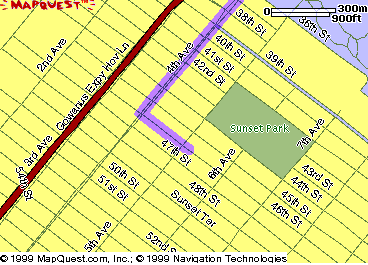 MAPQUEST
38th St
36th St
300m
900ft
2nd Ave
Gowanus Expy Hov Ln
4th Ave
40th St
41st St
42nd St
39th St
Sunset Park
7th Ave
3rd Ave
54th St
47th St
50th St
51st St
6th Ave
48th St
Sunset Ter
43rd St
44th St
45th St
46th St
5th Ave
52nd St
© 1999 MapQuest.com, Inc.; © 1999 Navigation Technologies